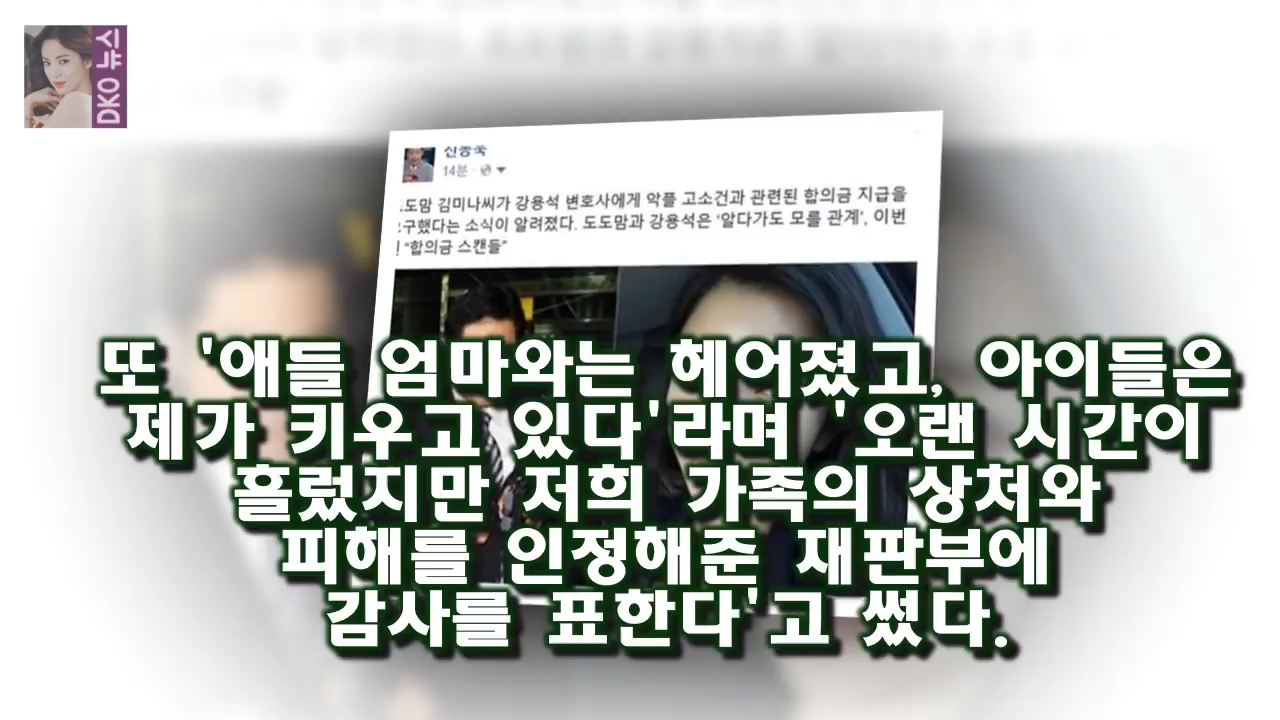 DKO 뉴스
신종국
14분
도도맘 김미나씨가 강용석 변호사에게 악플 고소건과 관련된 합의금 지급을
요구했다는 소식이 알려졌다. 도도맘과 강용석은 '알다가도 모를 관계', 이번
"합의금 스캔들"
또 '애들 엄마와는 헤어졌고, 아이들은
제가 키우고 있다'라며 '오랜 시간이
흘렀지만 저희 가족의 상처와
피해를 인정해준 재판부에
감사를 표한다'고 썼다.